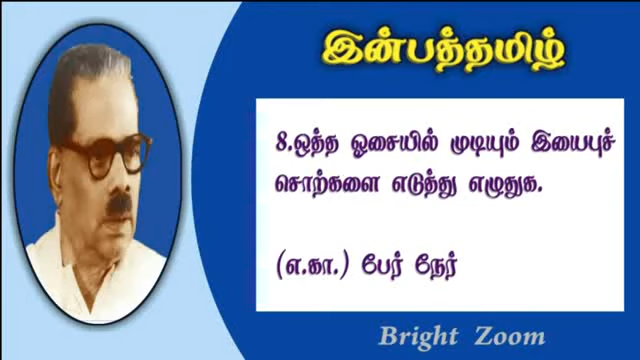 இன்பத்தமிழ்
8.ஒத்த ஓசையில் முடியும் இயைபுச்
சொற்களை எடுத்து எழுதுக.
(எ.கா.) பேர் நேர்
Bright Zoom